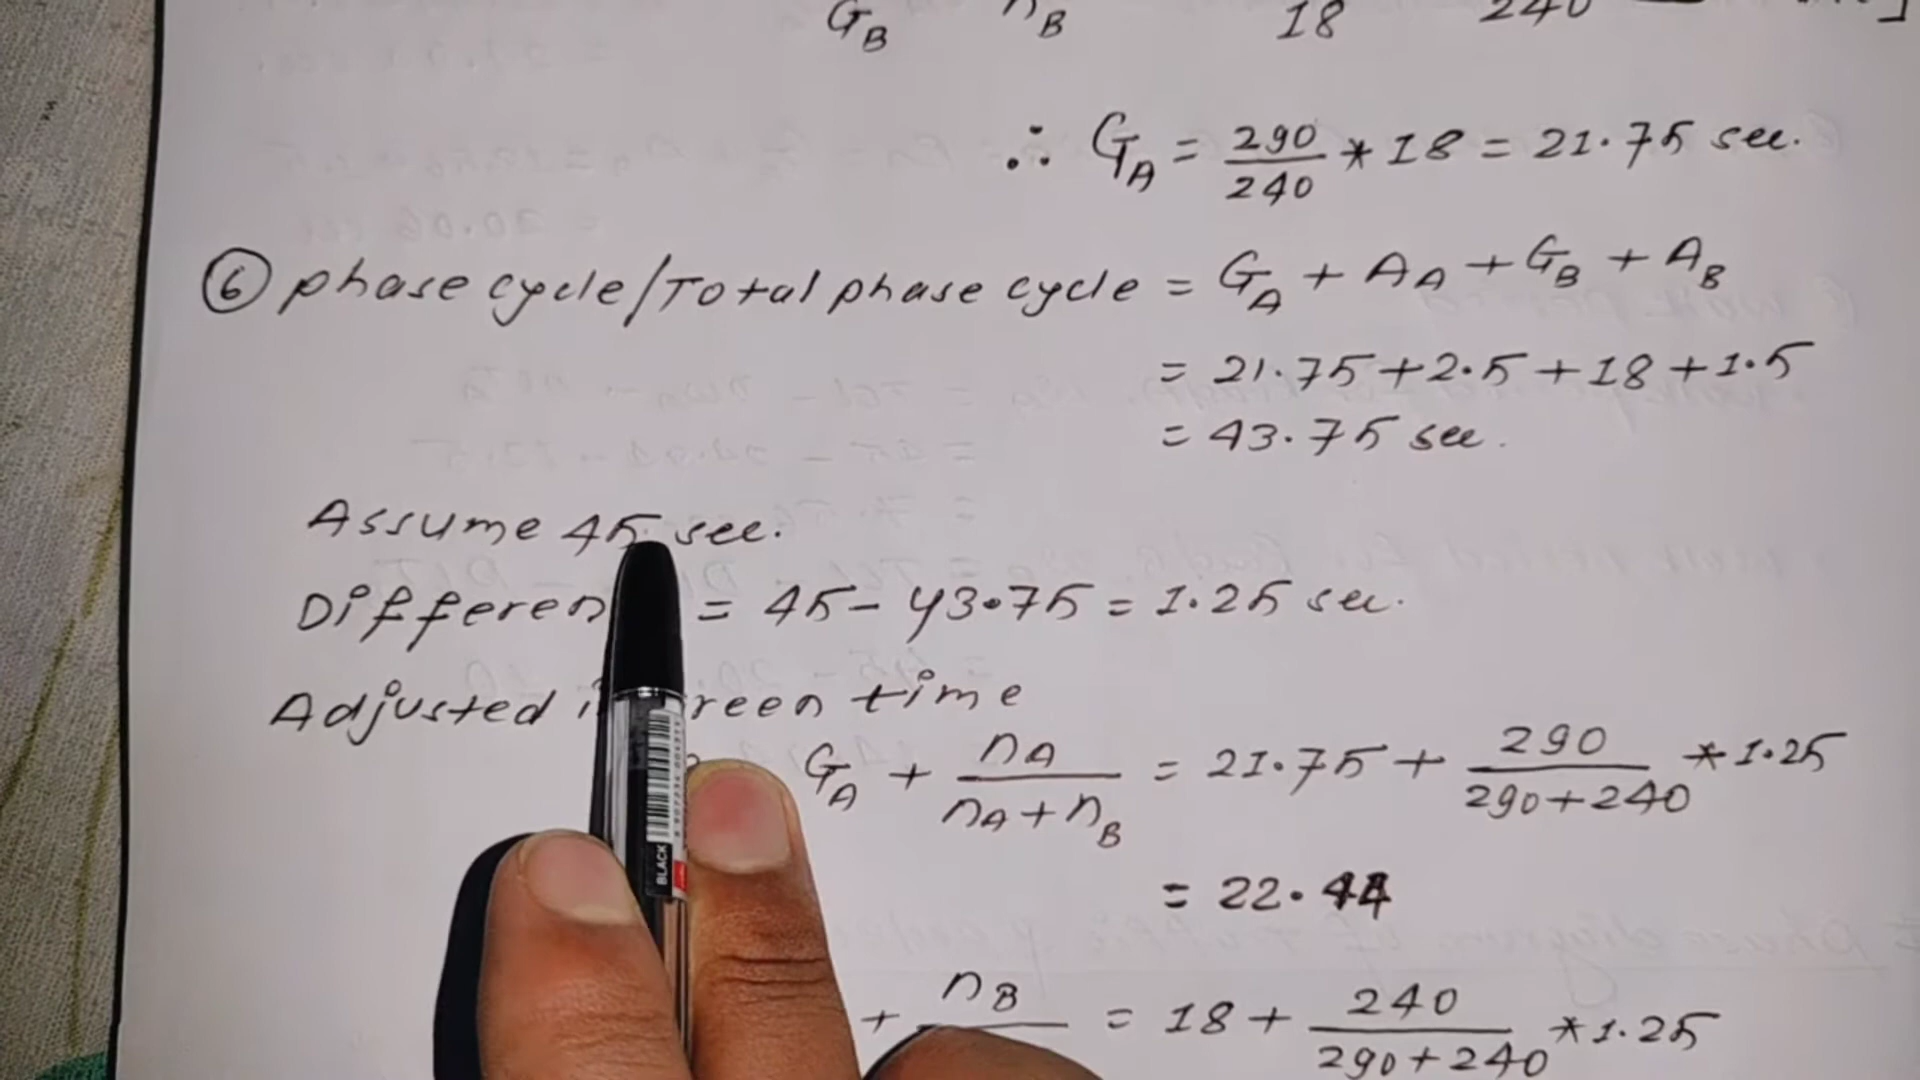 G_B n_B 18 240
∴ G_A = 290/240 * 18 = 21.75 sec.
⑥ phase cycle/Total phase cycle = G_A + A_A + G_B + A_B
= 21.75 + 2.5 + 18 + 1.5
= 43.75 sec.
Assume 45 sec.
Differen = 45 - 43.75 = 1.25 sec.
Adjusted reen time
G_A + n_A/(n_A + n_B) = 21.75 + 290/(290+240) * 1.25
= 22.44
+ n_B = 18 + 240/(290+240) * 1.25
BLACK